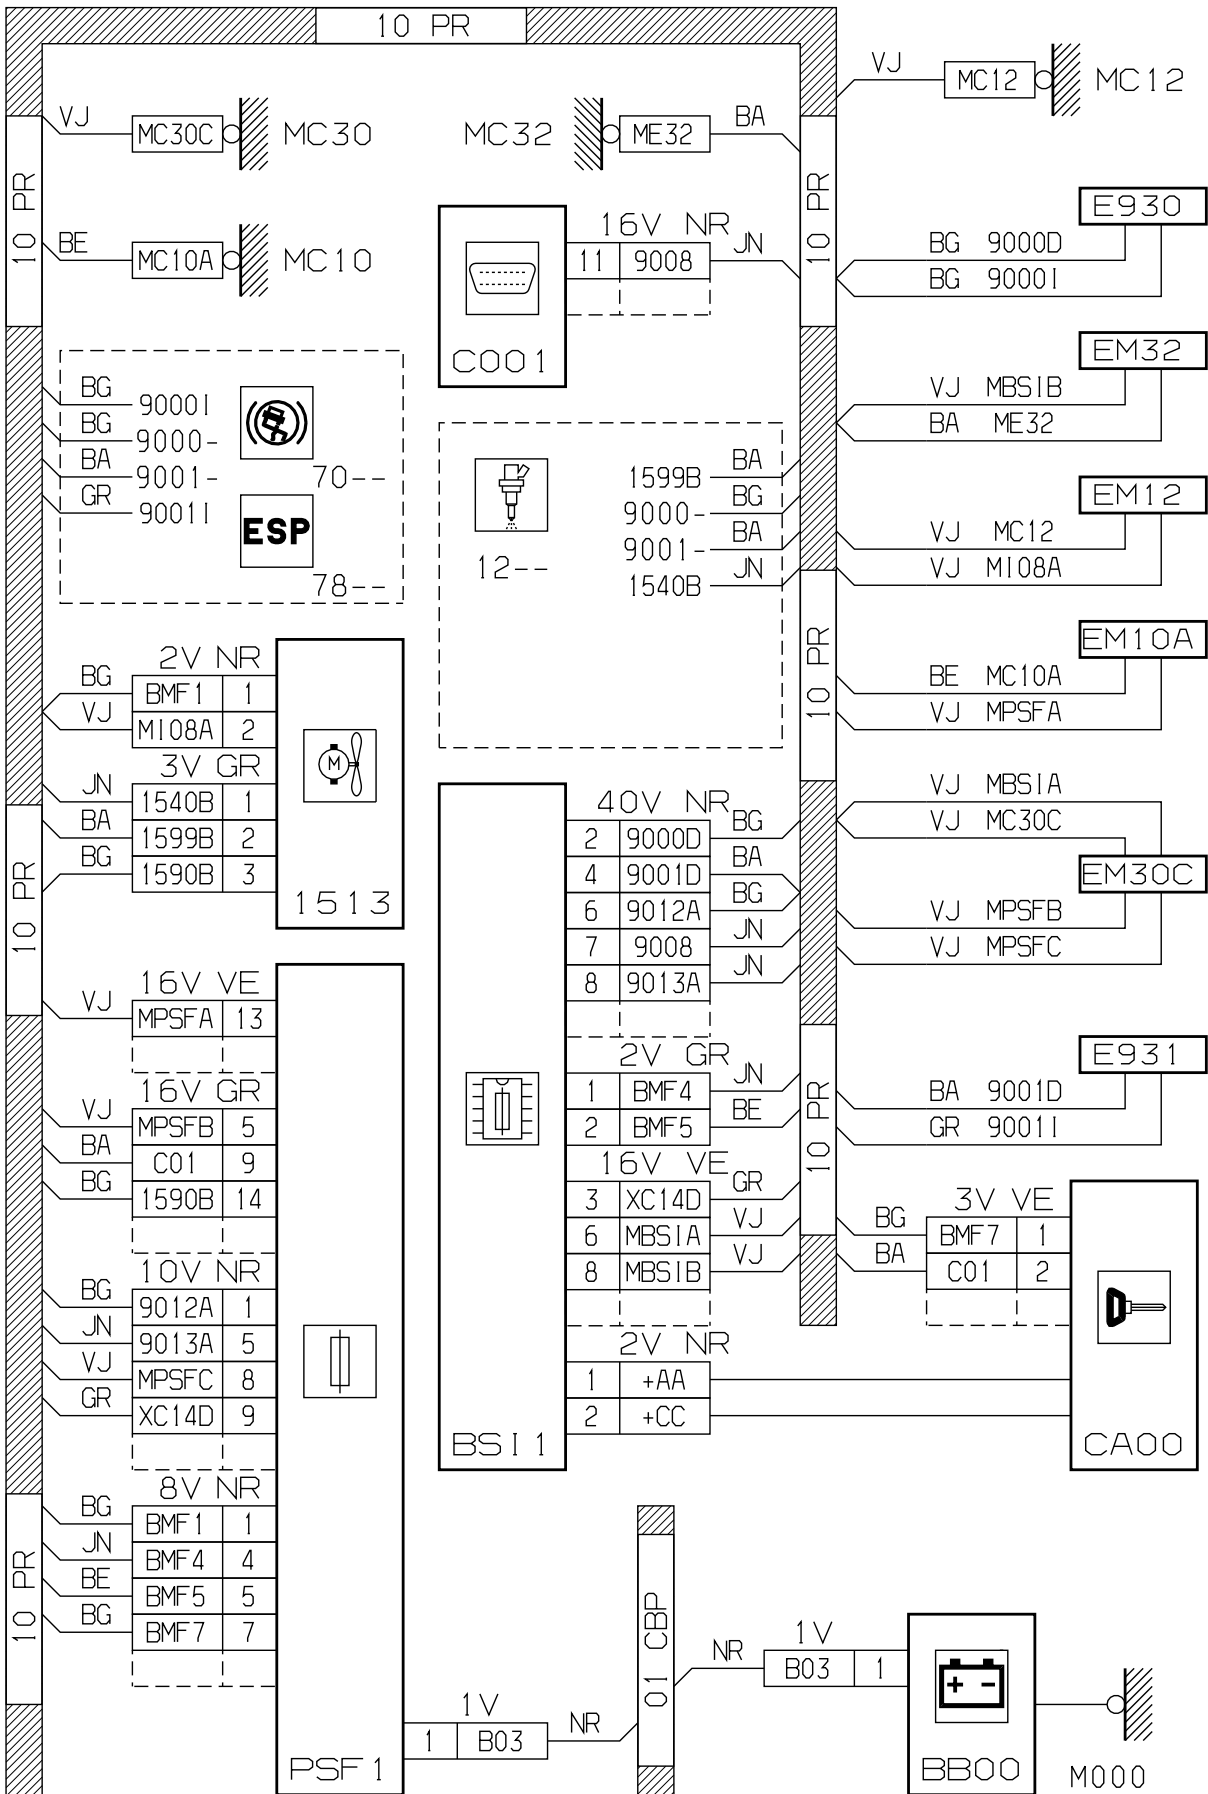 10 PR
VJ MC12 MC12
VJ MC30C MC30
MC32 ME32 BA
10 PR
10 PR
BE MC10A MC10
C001
16V NR
11 9008 JN
E930
BG 9000D
BG 9000I
EM32
VJ MBSIB
BA ME32
BG 9000I
BG 9000-
BA 9001-
GR 9001I
70--
ESP
78--
12--
1599B BA
9000- BG
9001- BA
1540B JN
EM12
VJ MC12
VJ MI08A
10 PR
EM10A
BE MC10A
VJ MPSFA
2V NR
BG BMF1 1
VJ MI08A 2
3V GR
JN 1540B 1
BA 1599B 2
BG 1590B 3
M
1513
10 PR
VJ MBSIA
VJ MC30C
EM30C
VJ MPSFB
VJ MPSFC
40V NR
2 9000D BG
4 9001D BA
6 9012A BG
7 9008 JN
8 9013A JN
2V GR
1 BMF4 JN
2 BMF5 BE
16V VE
3 XC14D GR
6 MBSIA VJ
8 MBSIB VJ
2V NR
1 +AA
2 +CC
BSI1
10 PR
E931
BA 9001D
GR 9001I
3V VE
BG BMF7 1
BA C01 2
CA00
16V VE
VJ MPSFA 13
16V GR
VJ MPSFB 5
BA C01 9
BG 1590B 14
10V NR
BG 9012A 1
JN 9013A 5
VJ MPSFC 8
GR XC14D 9
8V NR
BG BMF1 1
JN BMF4 4
BE BMF5 5
BG BMF7 7
10 PR
PSF1
1V
1 B03 NR
01 CBP
1V
NR B03 1
+ -
BB00
M000